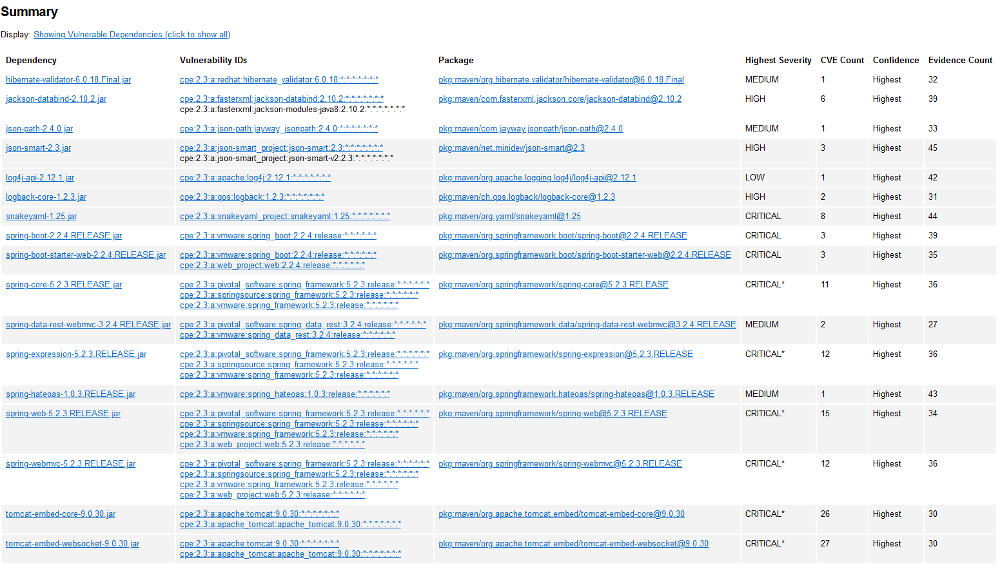 Summary
Display: Showing Vulnerable Dependencies (click to show all)
Dependency Vulnerability IDs Package Highest Severity CVE Count Confidence Evidence Count
hibernate-validator-6.0.18.Final.jar cpe:2.3:a:redhat:hibernate_validator:6.0.18:*:*:*:*:*:*:* pkg:maven/org.hibernate.validator/hibernate-validator@6.0.18.Final MEDIUM 1 Highest 32
jackson-databind-2.10.2.jar cpe:2.3:a:fasterxml:jackson-databind:2.10.2:*:*:*:*:*:*:* pkg:maven/com.fasterxml.jackson.core/jackson-databind@2.10.2 HIGH 6 Highest 39
cpe:2.3:a:fasterxml:jackson-modules-java8:2.10.2:*:*:*:*:*:*:*
json-path-2.4.0.jar cpe:2.3:a:json-path:jayway_jsonpath:2.4.0:*:*:*:*:*:*:* pkg:maven/com.jayway.jsonpath/json-path@2.4.0 MEDIUM 1 Highest 33
json-smart-2.3.jar cpe:2.3:a:json-smart_project:json-smart:2.3:*:*:*:*:*:*:* pkg:maven/net.minidev/json-smart@2.3 HIGH 3 Highest 45
cpe:2.3:a:json-smart_project:json-smart-v2:2.3:*:*:*:*:*:*:*
log4j-api-2.12.1.jar cpe:2.3:a:apache:log4j:2.12.1:*:*:*:*:*:*:* pkg:maven/org.apache.logging.log4j/log4j-api@2.12.1 LOW 1 Highest 42
logback-core-1.2.3.jar cpe:2.3:a:qos:logback:1.2.3:*:*:*:*:*:*:* pkg:maven/ch.qos.logback/logback-core@1.2.3 HIGH 2 Highest 31
snakeyaml-1.25.jar cpe:2.3:a:snakeyaml_project:snakeyaml:1.25:*:*:*:*:*:*:* pkg:maven/org.yaml/snakeyaml@1.25 CRITICAL 8 Highest 44
spring-boot-2.2.4.RELEASE.jar cpe:2.3:a:vmware:spring_boot:2.2.4:release:*:*:*:*:*:* pkg:maven/org.springframework.boot/spring-boot@2.2.4.RELEASE CRITICAL 3 Highest 39
spring-boot-starter-web-2.2.4.RELEASE.jar cpe:2.3:a:vmware:spring_boot:2.2.4:release:*:*:*:*:*:* pkg:maven/org.springframework.boot/spring-boot-starter-web@2.2.4.RELEASE CRITICAL 3 Highest 35
cpe:2.3:a:web_project:web:2.2.4:release:*:*:*:*:*:*
spring-core-5.2.3.RELEASE.jar cpe:2.3:a:pivotal_software:spring_framework:5.2.3:release:*:*:*:*:*:* pkg:maven/org.springframework/spring-core@5.2.3.RELEASE CRITICAL* 11 Highest 36
cpe:2.3:a:springsource:spring_framework:5.2.3:release:*:*:*:*:*:*
cpe:2.3:a:vmware:spring_framework:5.2.3:release:*:*:*:*:*:*
spring-data-rest-webmvc-3.2.4.RELEASE.jar cpe:2.3:a:pivotal_software:spring_data_rest:3.2.4:release:*:*:*:*:*:* pkg:maven/org.springframework.data/spring-data-rest-webmvc@3.2.4.RELEASE MEDIUM 2 Highest 27
cpe:2.3:a:vmware:spring_data_rest:3.2.4:release:*:*:*:*:*:*
spring-expression-5.2.3.RELEASE.jar cpe:2.3:a:pivotal_software:spring_framework:5.2.3:release:*:*:*:*:*:* pkg:maven/org.springframework/spring-expression@5.2.3.RELEASE CRITICAL* 12 Highest 36
cpe:2.3:a:springsource:spring_framework:5.2.3:release:*:*:*:*:*:*
cpe:2.3:a:vmware:spring_framework:5.2.3:release:*:*:*:*:*:*
spring-hateoas-1.0.3.RELEASE.jar cpe:2.3:a:vmware:spring_hateoas:1.0.3:release:*:*:*:*:*:* pkg:maven/org.springframework.hateoas/spring-hateoas@1.0.3.RELEASE MEDIUM 1 Highest 43
spring-web-5.2.3.RELEASE.jar cpe:2.3:a:pivotal_software:spring_framework:5.2.3:release:*:*:*:*:*:* pkg:maven/org.springframework/spring-web@5.2.3.RELEASE CRITICAL* 15 Highest 34
cpe:2.3:a:springsource:spring_framework:5.2.3:release:*:*:*:*:*:*
cpe:2.3:a:vmware:spring_framework:5.2.3:release:*:*:*:*:*:*
cpe:2.3:a:web_project:web:5.2.3:release:*:*:*:*:*:*
spring-webmvc-5.2.3.RELEASE.jar cpe:2.3:a:pivotal_software:spring_framework:5.2.3:release:*:*:*:*:*:* pkg:maven/org.springframework/spring-webmvc@5.2.3.RELEASE CRITICAL* 12 Highest 36
cpe:2.3:a:springsource:spring_framework:5.2.3:release:*:*:*:*:*:*
cpe:2.3:a:vmware:spring_framework:5.2.3:release:*:*:*:*:*:*
cpe:2.3:a:web_project:web:5.2.3:release:*:*:*:*:*:*
tomcat-embed-core-9.0.30.jar cpe:2.3:a:apache:tomcat:9.0.30:*:*:*:*:*:*:* pkg:maven/org.apache.tomcat.embed/tomcat-embed-core@9.0.30 CRITICAL* 26 Highest 30
cpe:2.3:a:apache_tomcat:apache_tomcat:9.0.30:*:*:*:*:*:*:*
tomcat-embed-websocket-9.0.30.jar cpe:2.3:a:apache:tomcat:9.0.30:*:*:*:*:*:*:* pkg:maven/org.apache.tomcat.embed/tomcat-embed-websocket@9.0.30 CRITICAL* 27 Highest 30
cpe:2.3:a:apache_tomcat:apache_tomcat:9.0.30:*:*:*:*:*:*:*